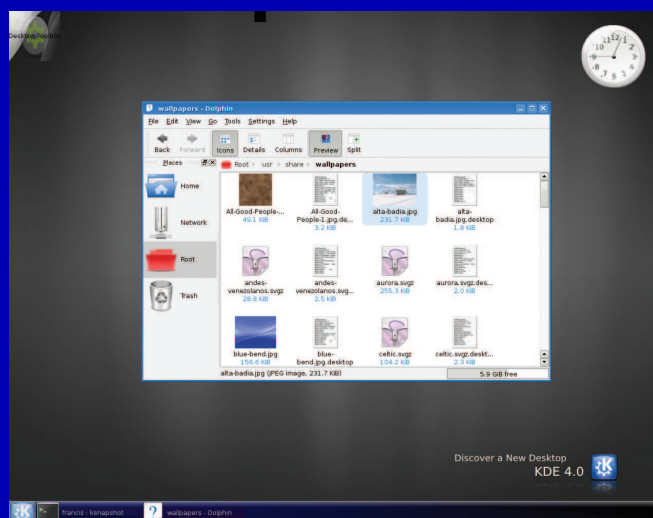 Desktop Toolbox
12
wallpapers - Dolphin
File Edit View Go Tools Settings Help
Back Forward Icons Details Columns Preview Split
Places
Root > usr > share > wallpapers
Home
Network
Root
Trash
All-Good-People-...
49.1 KiB
All-Good-
People-1.jpg.de...
3.2 KiB
alta-badia.jpg
231.7 KiB
alta-
badia.jpg.desktop
1.8 KiB
andes-
venezolanos.svgz
28.8 KiB
andes-
venezolanos.svg...
2.5 KiB
aurora.svgz
255.3 KiB
aurora.svgz.des...
2.0 KiB
blue-bend.jpg
156.6 KiB
blue-
bend.jpg.desktop
celtic.svgz
104.2 KiB
celtic.svgz.deskt...
2.3 KiB
alta-badia.jpg (JPEG image, 231.7 KiB)
5.9 GiB free
Discover a New Desktop
KDE 4.0
francis : ksnapshot
wallpapers - Dolphin